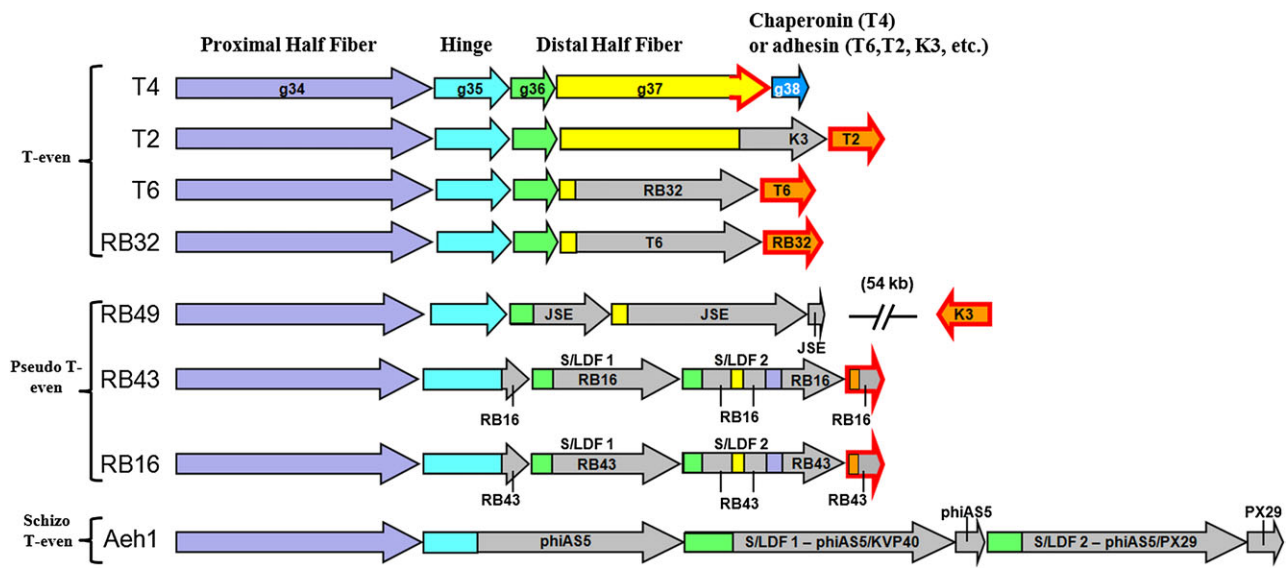 Chaperonin (T4)
Proximal Half Fiber Hinge Distal Half Fiber or adhesin (T6,T2, K3, etc.)
T4 g34 g35 g36 g37 g38
T2 K3 T2
T-even
T6 RB32 T6
RB32 T6 RB32
(54 kb)
RB49 JSE JSE K3
JSE
S/LDF 1 S/LDF 2
Pseudo T-
even
RB43 RB16 RB16
RB16 RB16 RB16
S/LDF 1 S/LDF 2
RB16 RB43 RB43
RB43 RB43 RB43
phiAS5 PX29
Schizo
T-even
Aeh1 phiAS5 S/LDF 1 – phiAS5/KVP40 S/LDF 2 – phiAS5/PX29